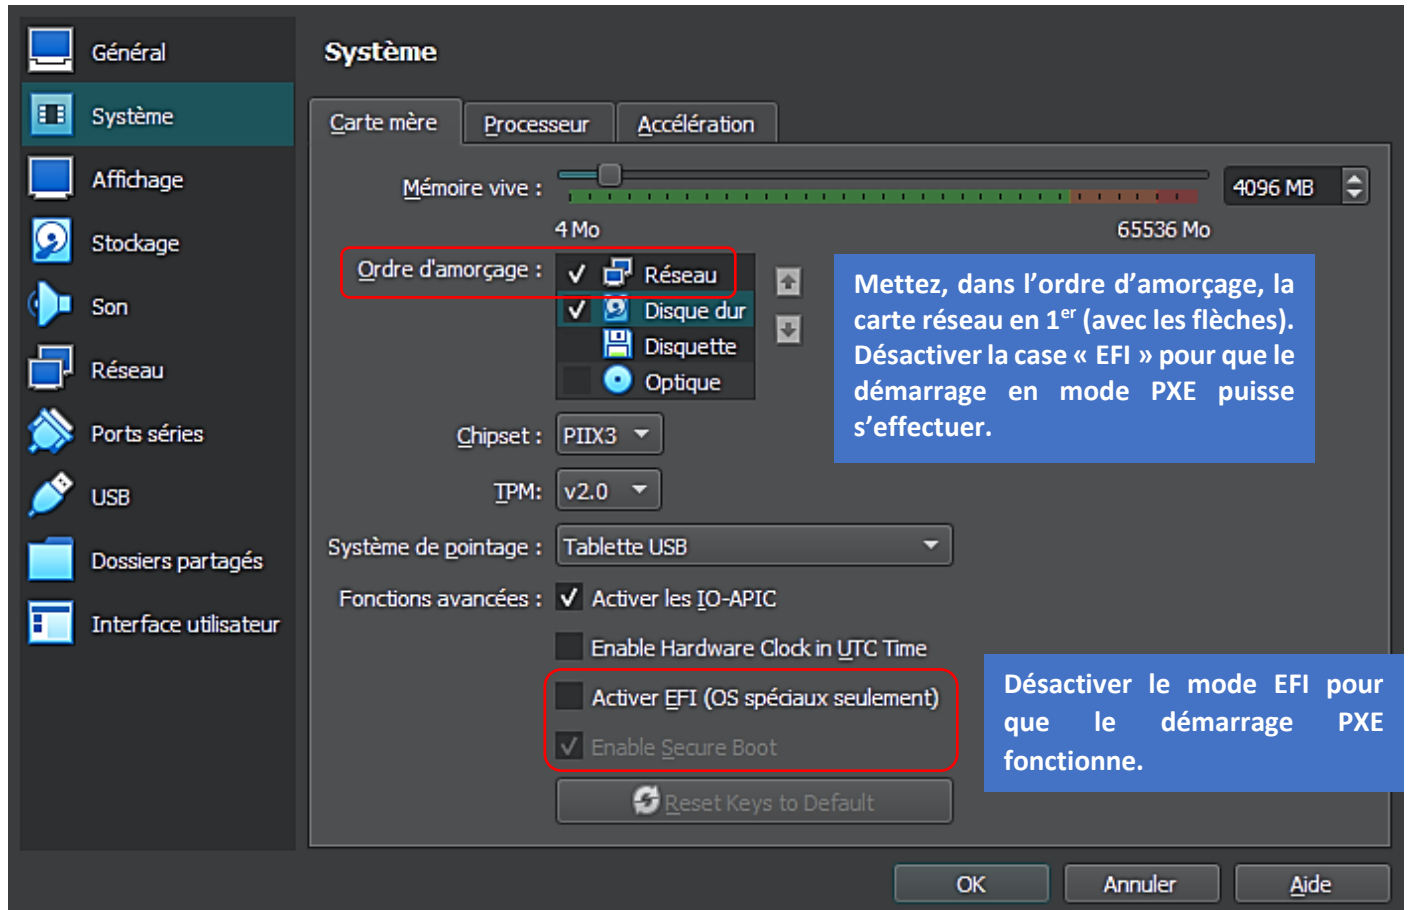 Général
Système
Affichage
Stockage
Son
Réseau
Ports séries
USB
Dossiers partagés
Interface utilisateur
Système
Carte mère
Processeur
Accélération
Mémoire vive :
4096 MB
4 Mo
65536 Mo
Ordre d'amorçage :
Réseau
Disque dur
Disquette
Optique
Mettez, dans l’ordre d’amorçage, la
carte réseau en 1er (avec les flèches).
Désactiver la case « EFI » pour que le
démarrage en mode PXE puisse
s’effectuer.
Chipset :
PIIX3
TPM:
v2.0
Système de pointage :
Tablette USB
Fonctions avancées :
Activer les IO-APIC
Enable Hardware Clock in UTC Time
Activer EFI (OS spéciaux seulement)
Enable Secure Boot
Désactiver le mode EFI pour
que le démarrage PXE
fonctionne.
Reset Keys to Default
OK
Annuler
Aide